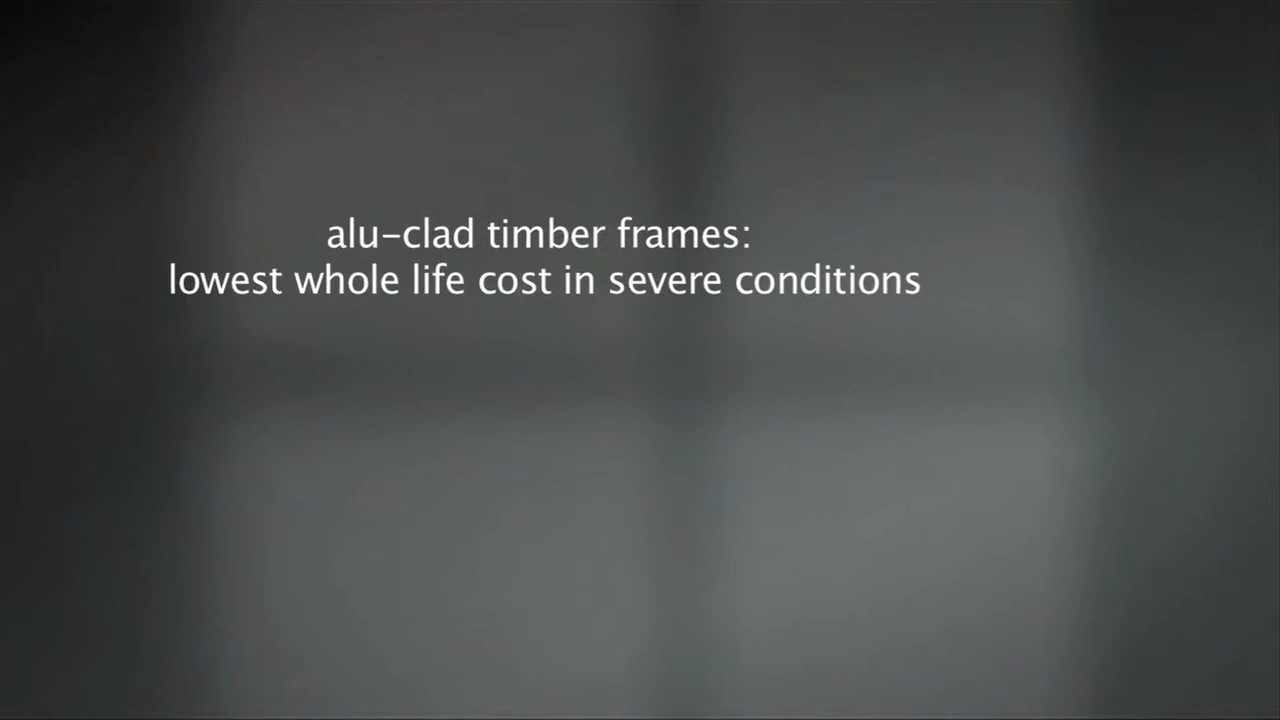 alu-clad timber frames:
lowest whole life cost in severe conditions